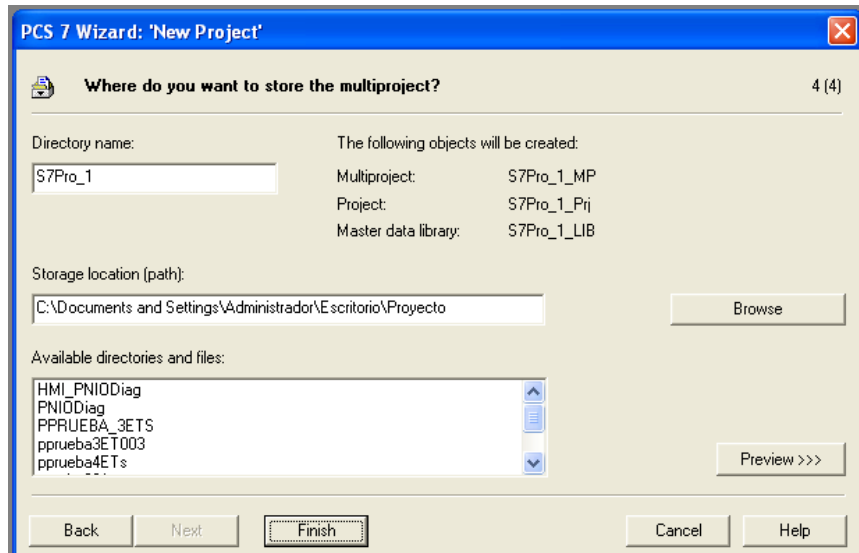 PCS 7 Wizard: 'New Project'
Where do you want to store the multiproject? 4 (4)
Directory name: The following objects will be created:
S7Pro_1 Multiproject: S7Pro_1_MP
Project: S7Pro_1_Prj
Master data library: S7Pro_1_LIB
Storage location (path):
C:\Documents and Settings\Administrador\Escritorio\Proyecto Browse
Available directories and files:
HMI_PNIODiag
PNIODiag
PPRUEBA_3ETS
pprueba3ET003
pprueba4ETs
Preview >>>
Back Next Finish Cancel Help